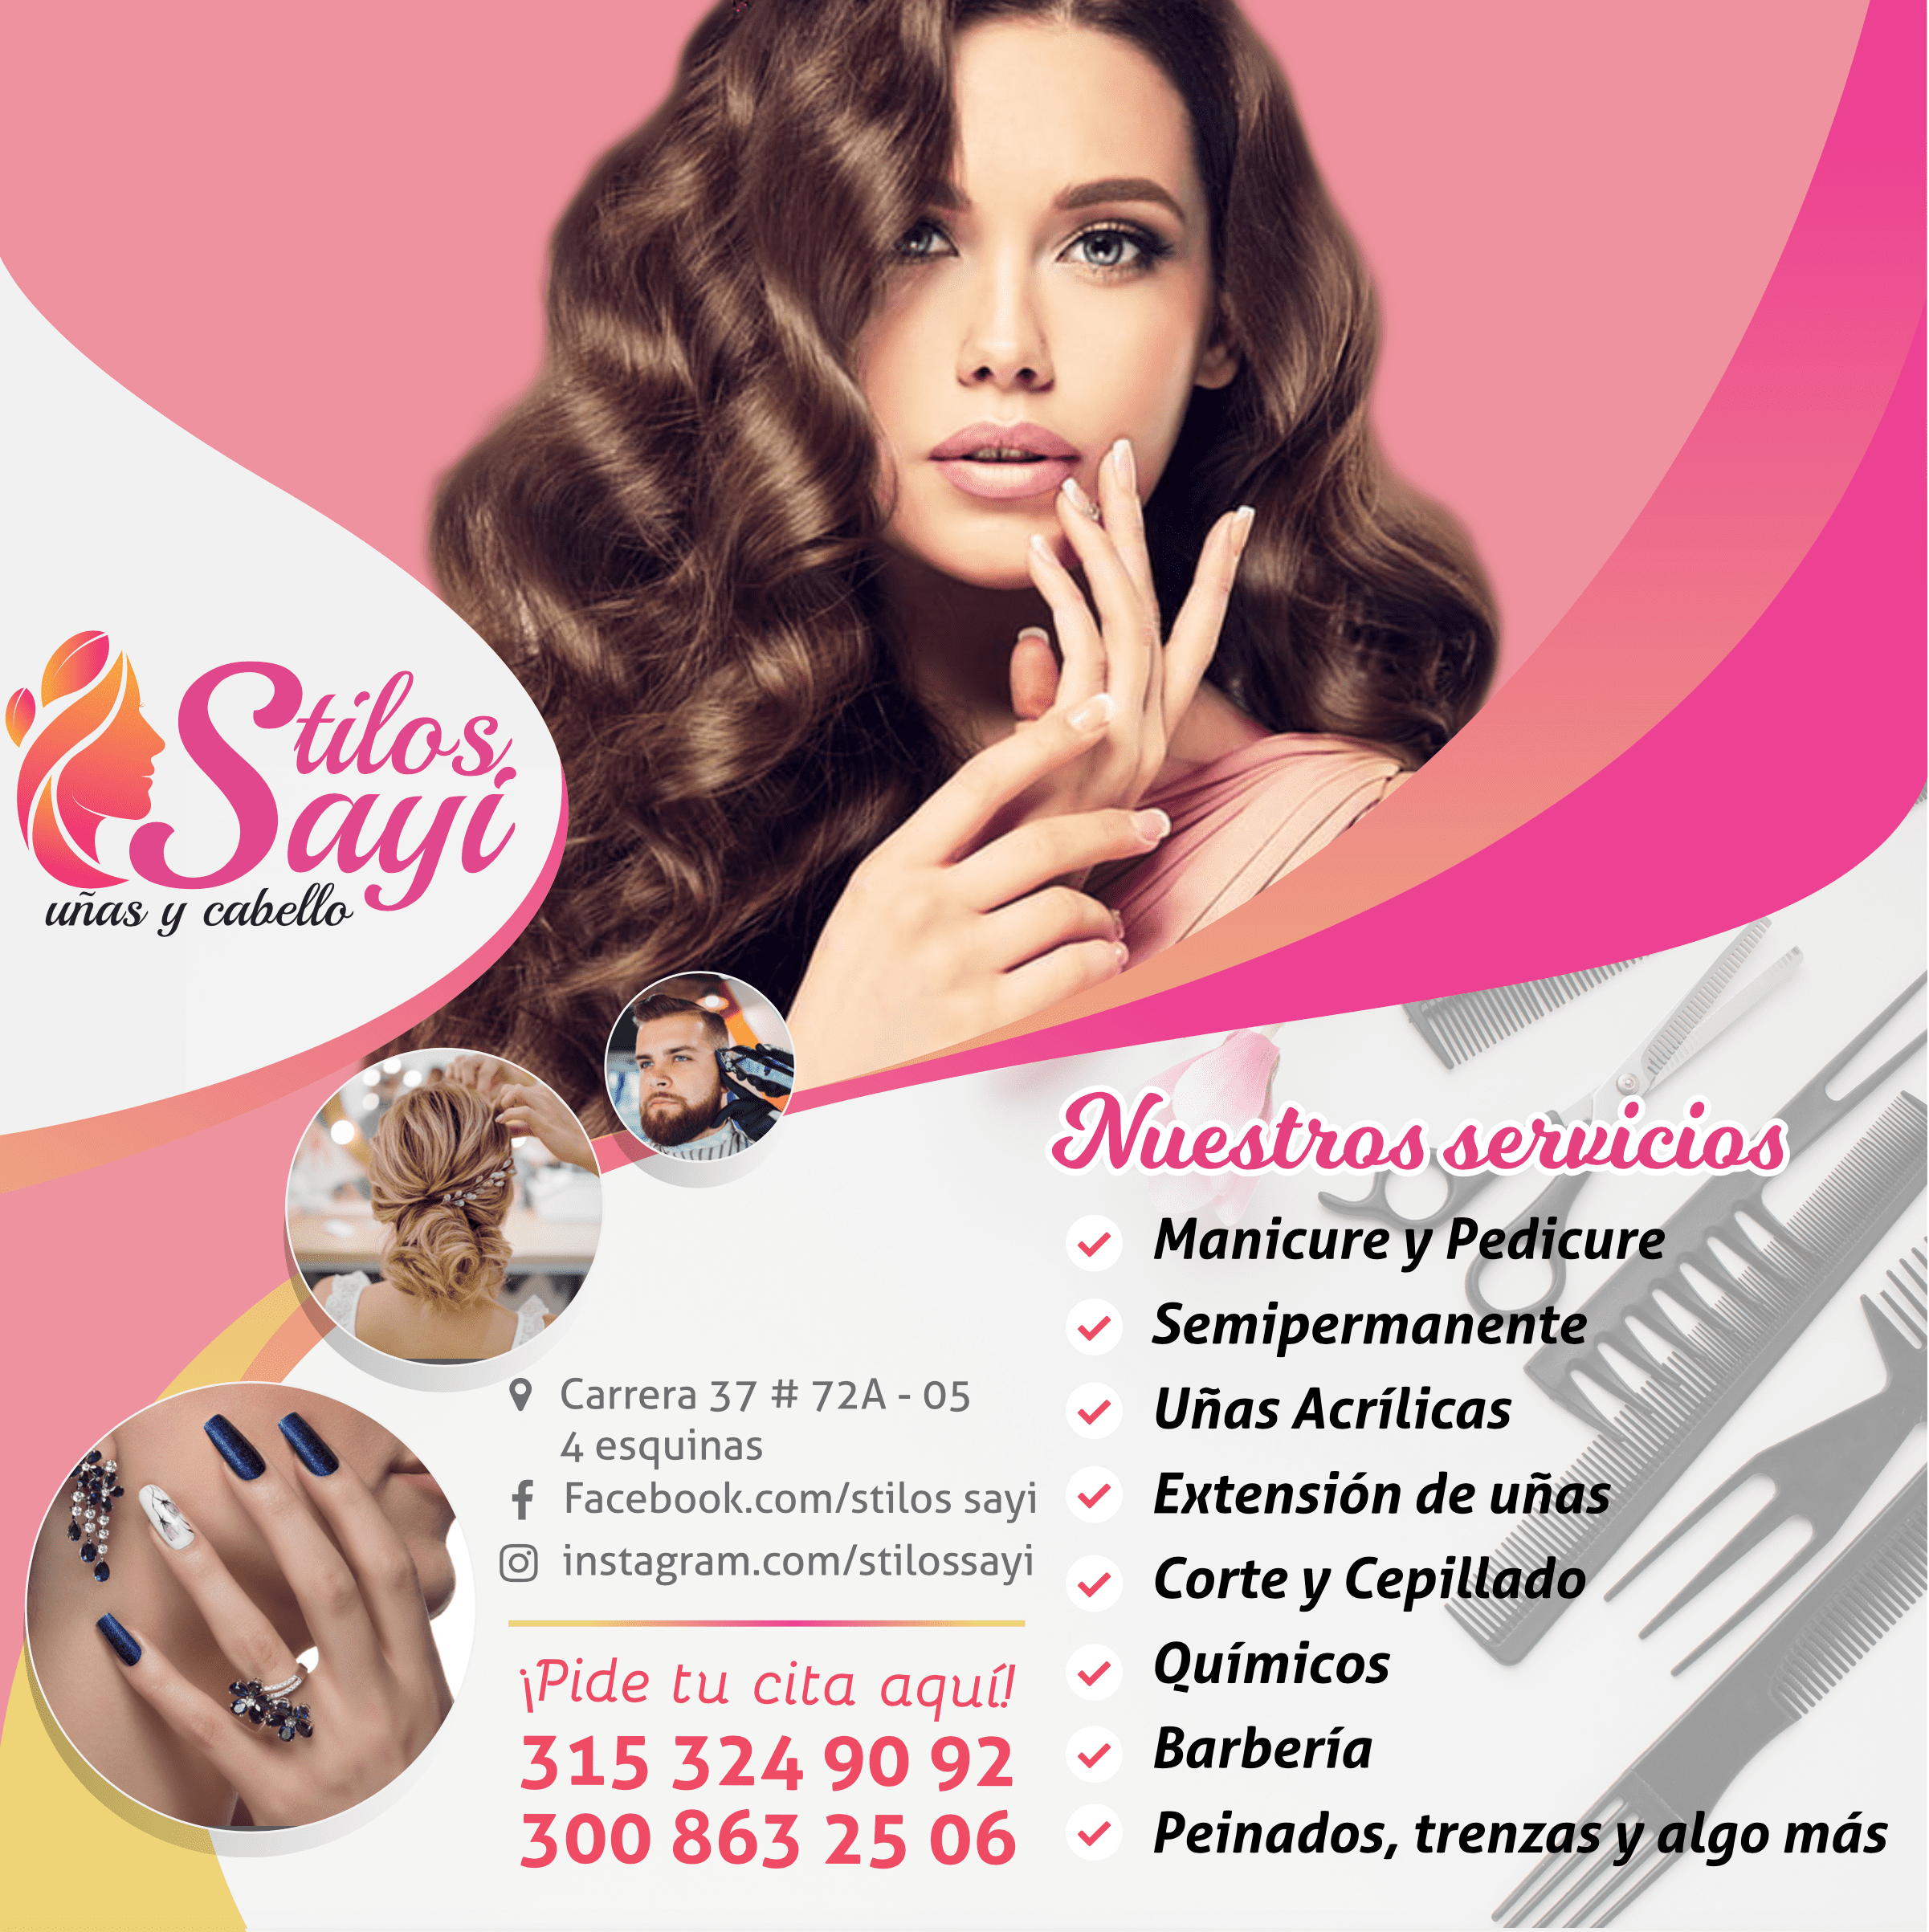 Stilos
Sayi
uñas y cabello
Nuestros servicios
Manicure y Pedicure
Semipermanente
Uñas Acrílicas
Extensión de uñas
Corte y Cepillado
Químicos
Barbería
Peinados, trenzas y algo más
Carrera 37 # 72A - 05
4 esquinas
Facebook.com/stilos sayi
instagram.com/stilossayi
¡Pide tu cita aquí!
315 324 90 92
300 863 25 06